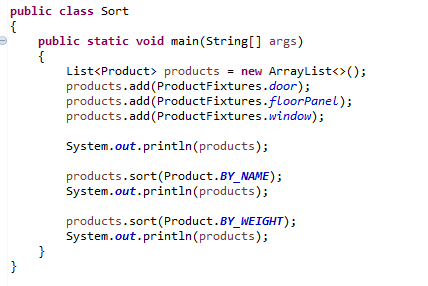 public class Sort
{
public static void main(String[] args)
{
List<Product> products = new ArrayList<>();
products.add(ProductFixtures.door);
products.add(ProductFixtures.floorPanel);
products.add(ProductFixtures.window);
System.out.println(products);
products.sort(Product.BY_NAME);
System.out.println(products);
products.sort(Product.BY_WEIGHT);
System.out.println(products);
}
}